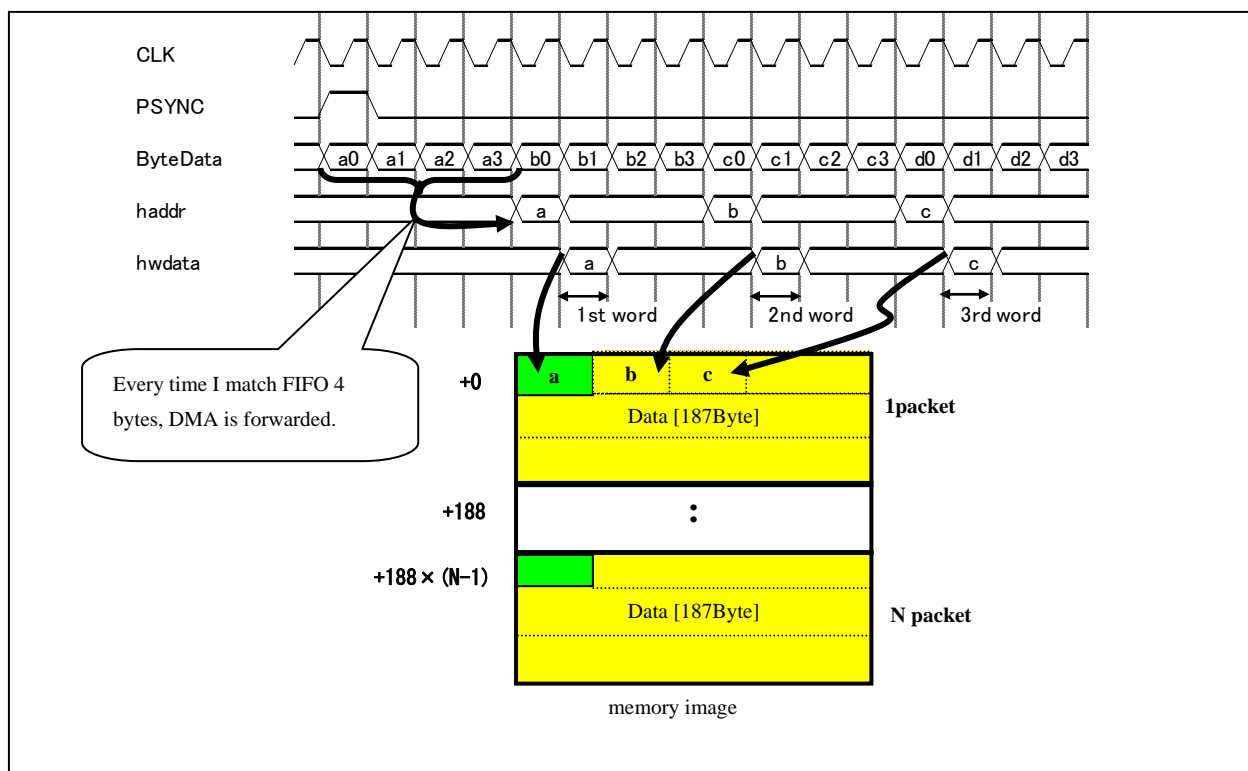 CLK
PSYNC
ByteData a0 a1 a2 a3 b0 b1 b2 b3 c0 c1 c2 c3 d0 d1 d2 d3
haddr a b c
hwdata a b c
1st word 2nd word 3rd word
Every time I match FIFO 4
bytes, DMA is forwarded.
+0 a b c
1packet
Data [187Byte]
+188 :
+188×(N-1)
Data [187Byte]
N packet
memory image